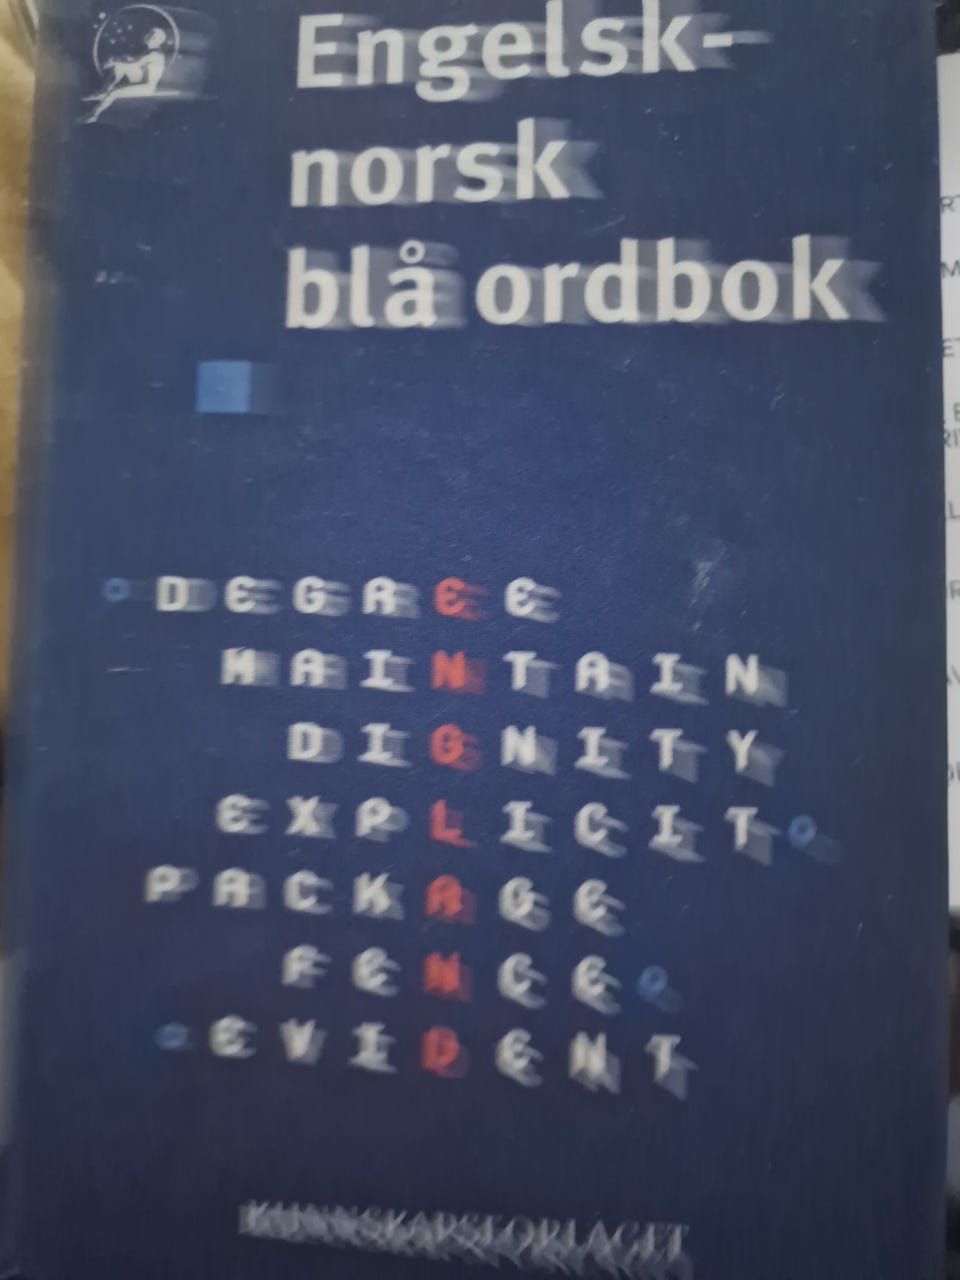 Engelsk-
norsk
blå ordbok
DEGREE
MAINTAIN
DIGNITY
EXPLICIT
PACKAGE
FENCE
EVIDENT
KUNNSKAPSFORLAGET